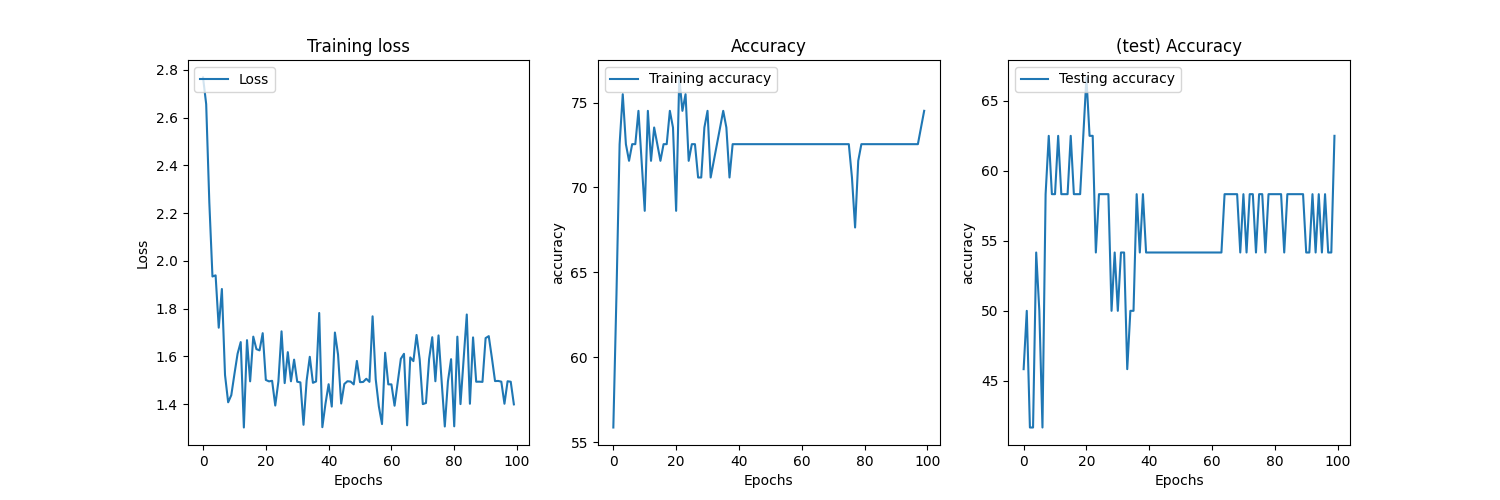 Training loss
Loss
2.8
2.6
2.4
2.2
2.0
1.8
1.6
1.4
Loss
0 20 40 60 80 100
Epochs
Accuracy
Training accuracy
75
70
65
60
55
accuracy
0 20 40 60 80 100
Epochs
(test) Accuracy
Testing accuracy
65
60
55
50
45
accuracy
0 20 40 60 80 100
Epochs